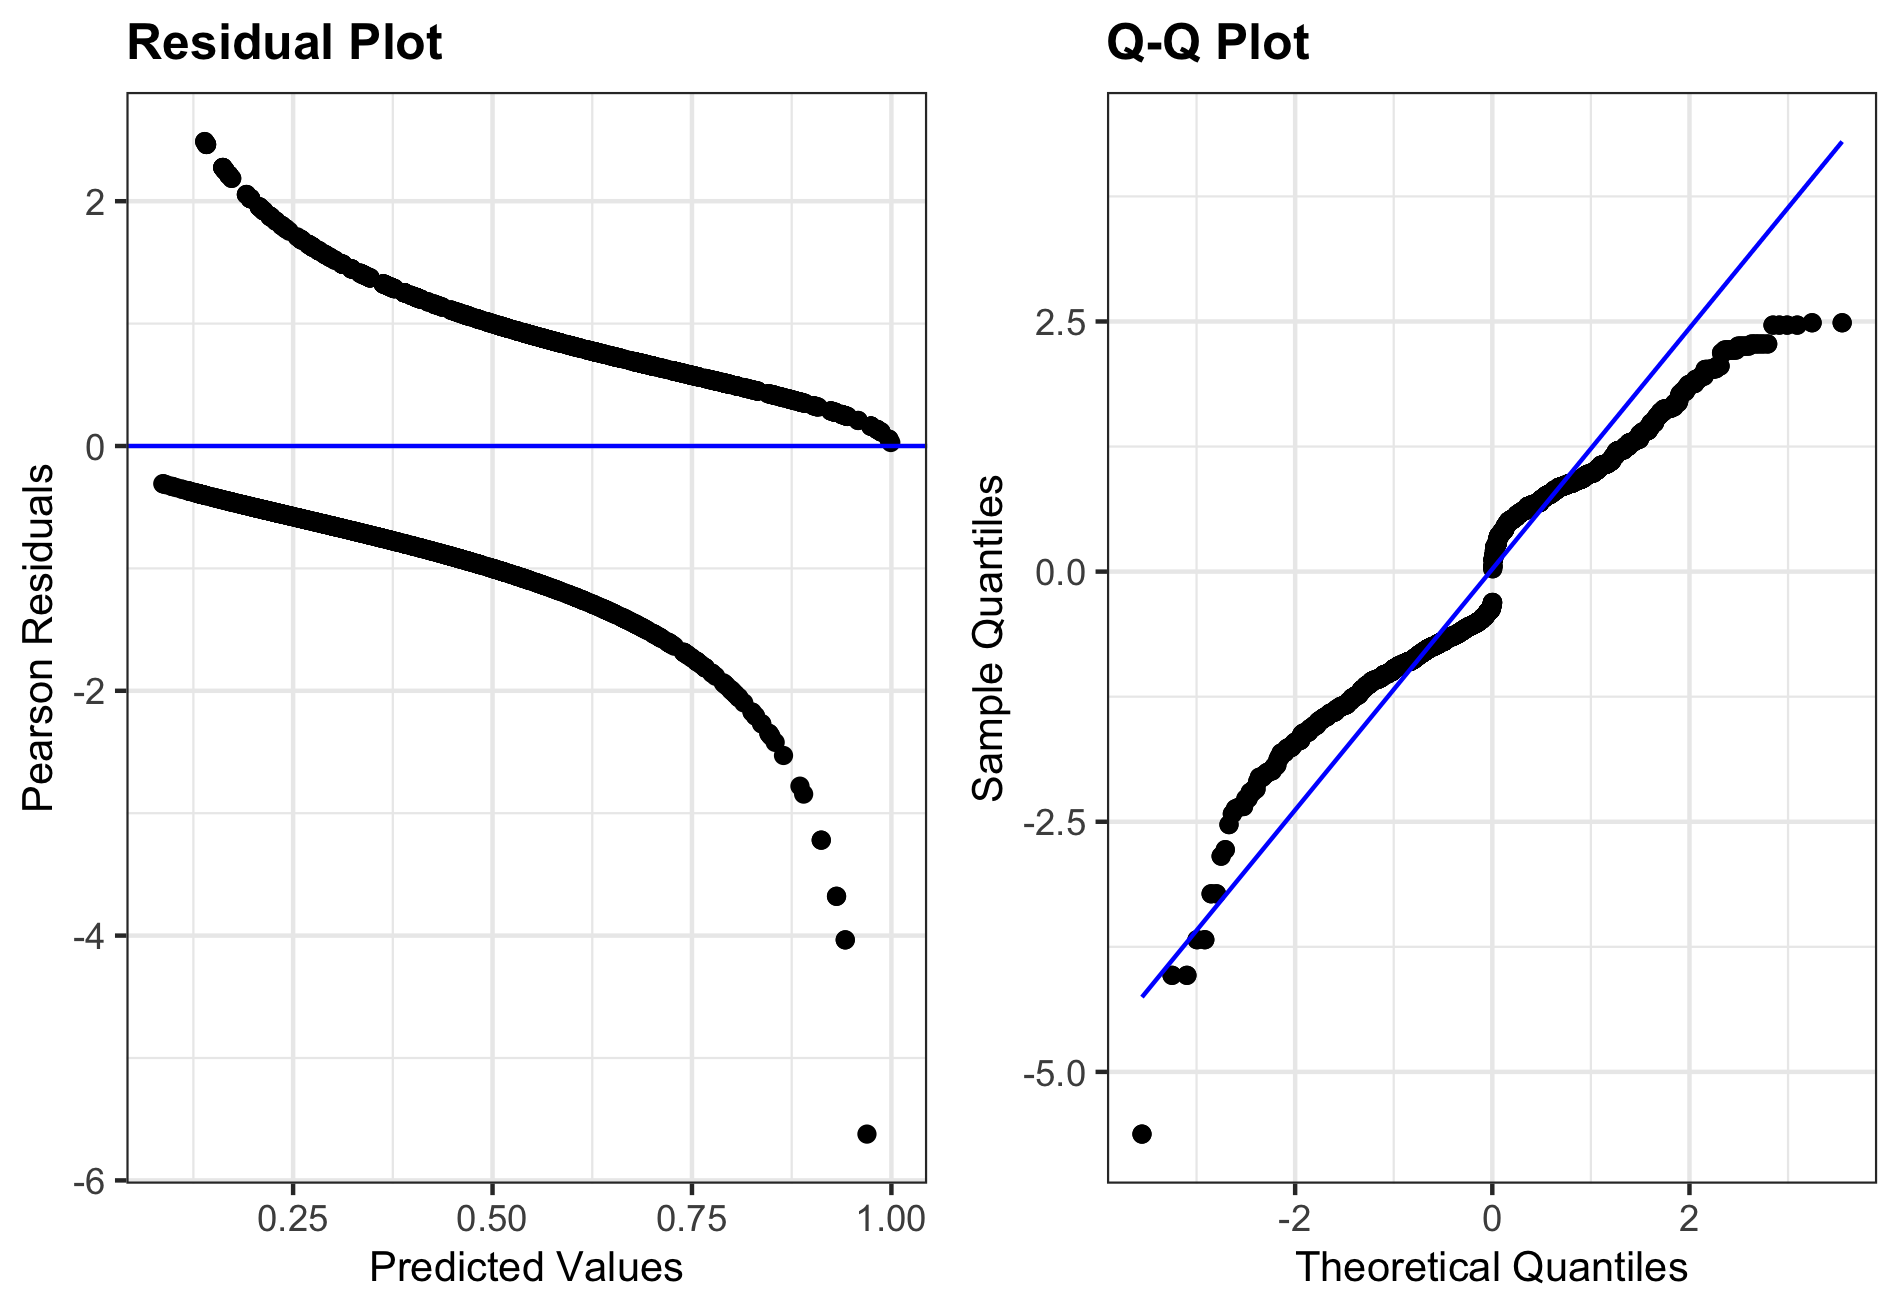 Residual Plot
Pearson Residuals
2
0
-2
-4
-6
0.25 0.50 0.75 1.00
Predicted Values
Q-Q Plot
Sample Quantiles
2.5
0.0
-2.5
-5.0
-2 0 2
Theoretical Quantiles